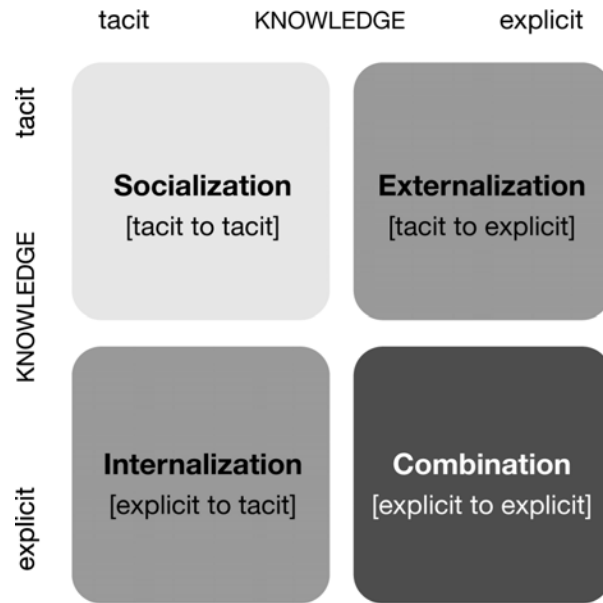 tacit KNOWLEDGE explicit
tacit
Socialization Externalization
[tacit to tacit] [tacit to explicit]
KNOWLEDGE
Internalization Combination
[explicit to tacit] [explicit to explicit]
explicit